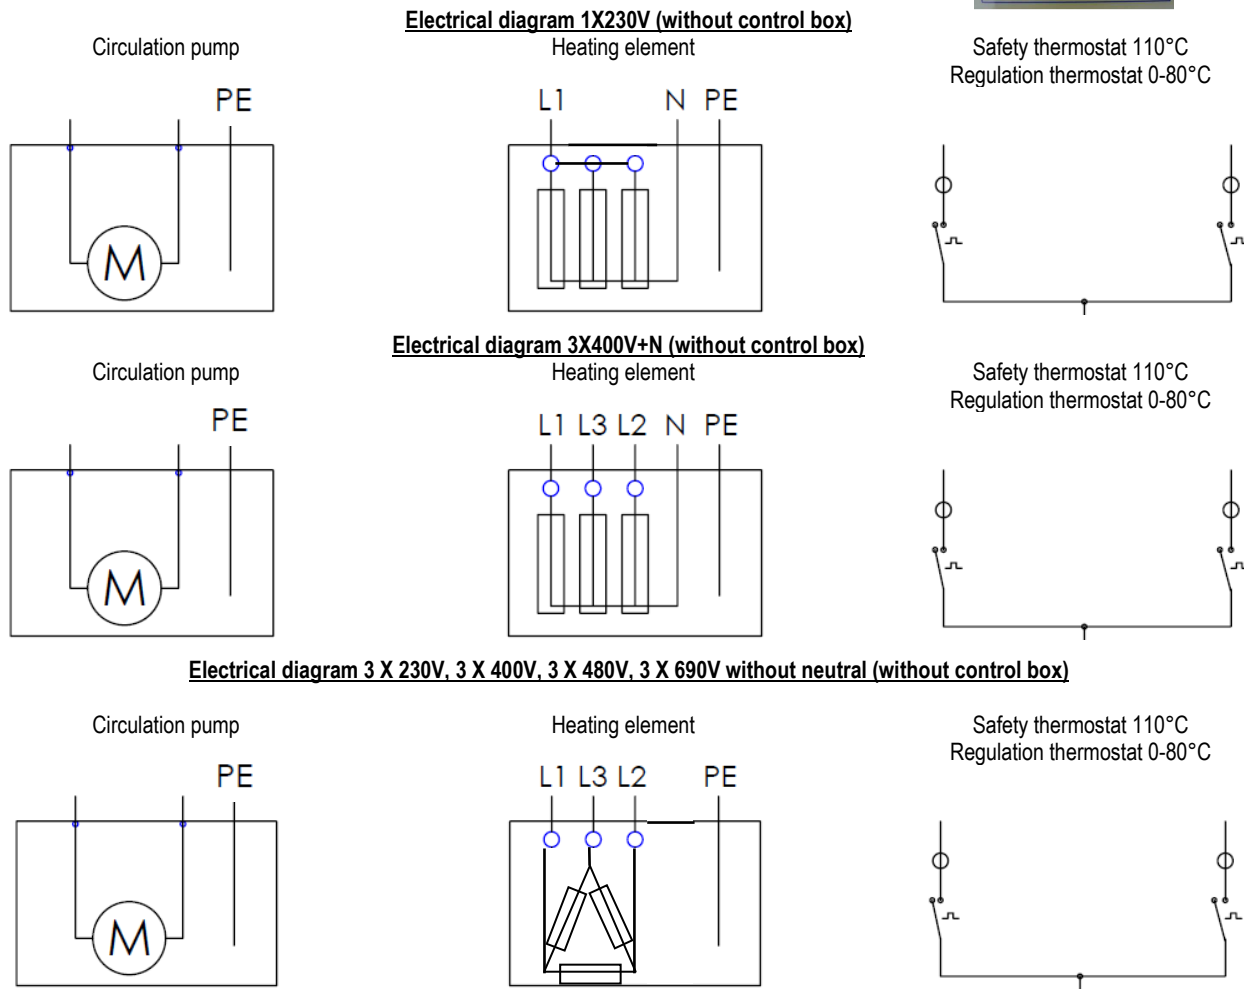 Electrical diagram 1X230V (without control box)
Circulation pump
Heating element
Safety thermostat 110°C
Regulation thermostat 0-80°C
PE
L1 N PE
M
Electrical diagram 3X400V+N (without control box)
Circulation pump
Heating element
Safety thermostat 110°C
Regulation thermostat 0-80°C
PE
L1 L3 L2 N PE
M
Electrical diagram 3 X 230V, 3 X 400V, 3 X 480V, 3 X 690V without neutral (without control box)
Circulation pump
Heating element
Safety thermostat 110°C
Regulation thermostat 0-80°C
PE
L1 L3 L2 PE
M